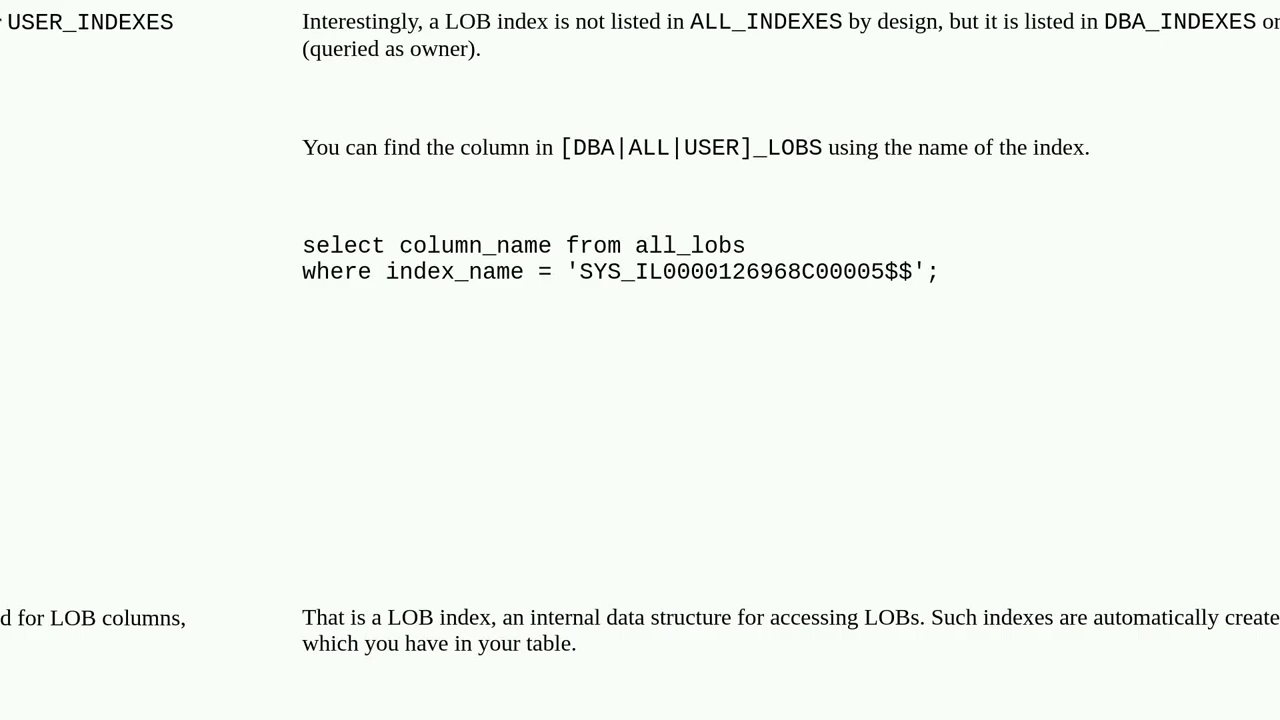 USER_INDEXES
Interestingly, a LOB index is not listed in ALL_INDEXES by design, but it is listed in DBA_INDEXES or
(queried as owner).
You can find the column in [DBA|ALL|USER]_LOBS using the name of the index.
select column_name from all_lobs
where index_name = 'SYS_IL0000126968C00005$$';
d for LOB columns,
That is a LOB index, an internal data structure for accessing LOBs. Such indexes are automatically create
which you have in your table.